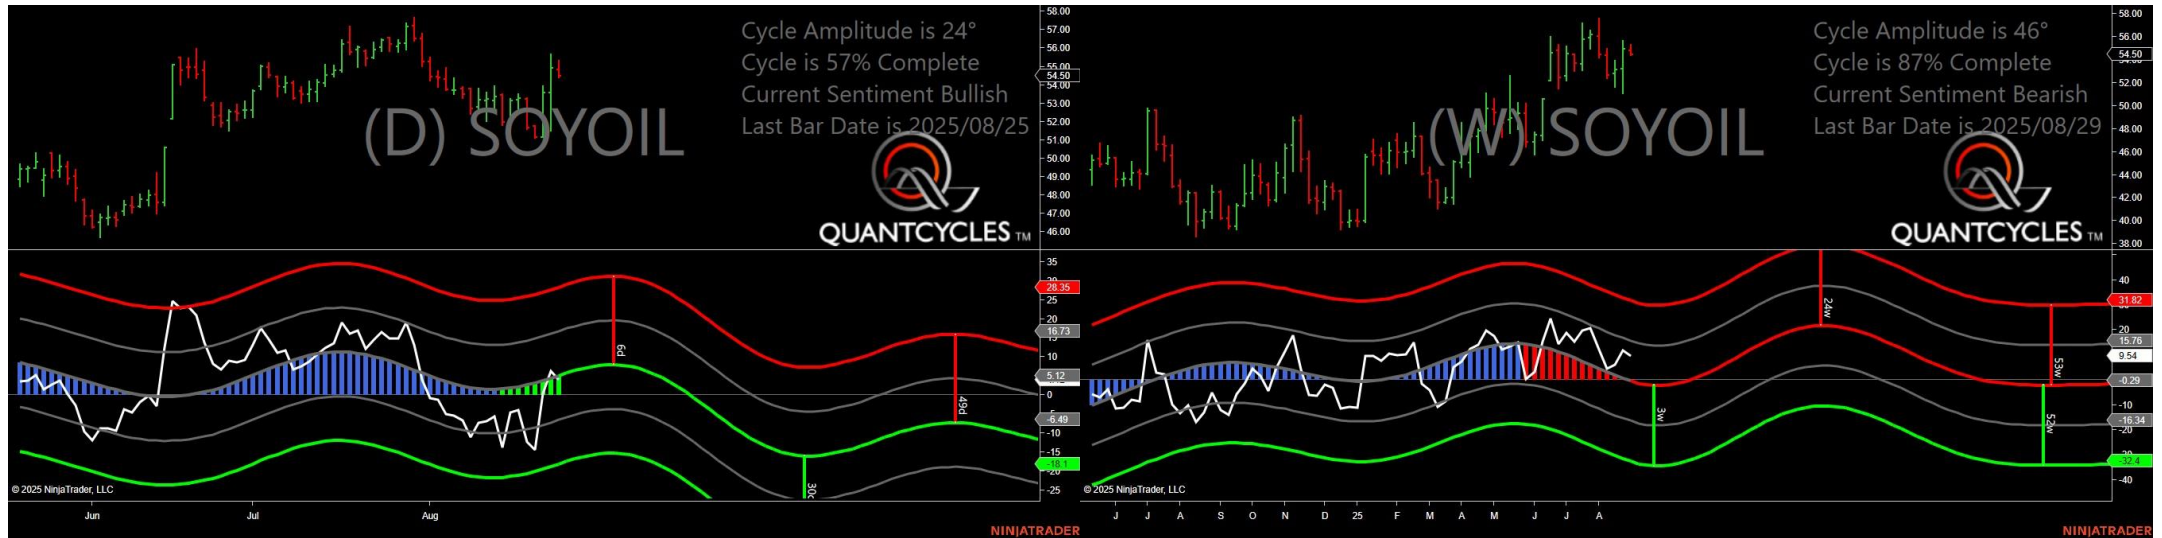 Cycle Amplitude is 24°
Cycle is 57% Complete
Current Sentiment Bullish
Last Bar Date is 2025/08/25
(D) SOYOIL
QUANTCYCLES TM
58.00
57.00
56.00
55.00
54.50
53.00
52.00
51.00
50.00
49.00
48.00
47.00
46.00
35
28.35
25
20
16.73
10
5.12
0
-6.49
-10
-15
-18.1
-20
-25
6d
30d
49d
© 2025 NinjaTrader, LLC
Jun
Jul
Aug
NINJATRADER
Cycle Amplitude is 46°
Cycle is 87% Complete
Current Sentiment Bearish
Last Bar Date is 2025/08/29
(W) SOYOIL
QUANTCYCLES TM
58.00
56.00
54.50
52.00
50.00
48.00
46.00
44.00
42.00
40.00
38.00
40
31.82
20
15.76
9.54
-0.29
-10
-16.34
-20
-32.4
-40
24w
3w
53w
52w
© 2025 NinjaTrader, LLC
J
J
A
S
O
N
D
25
F
M
A
M
J
J
A
NINJATRADER